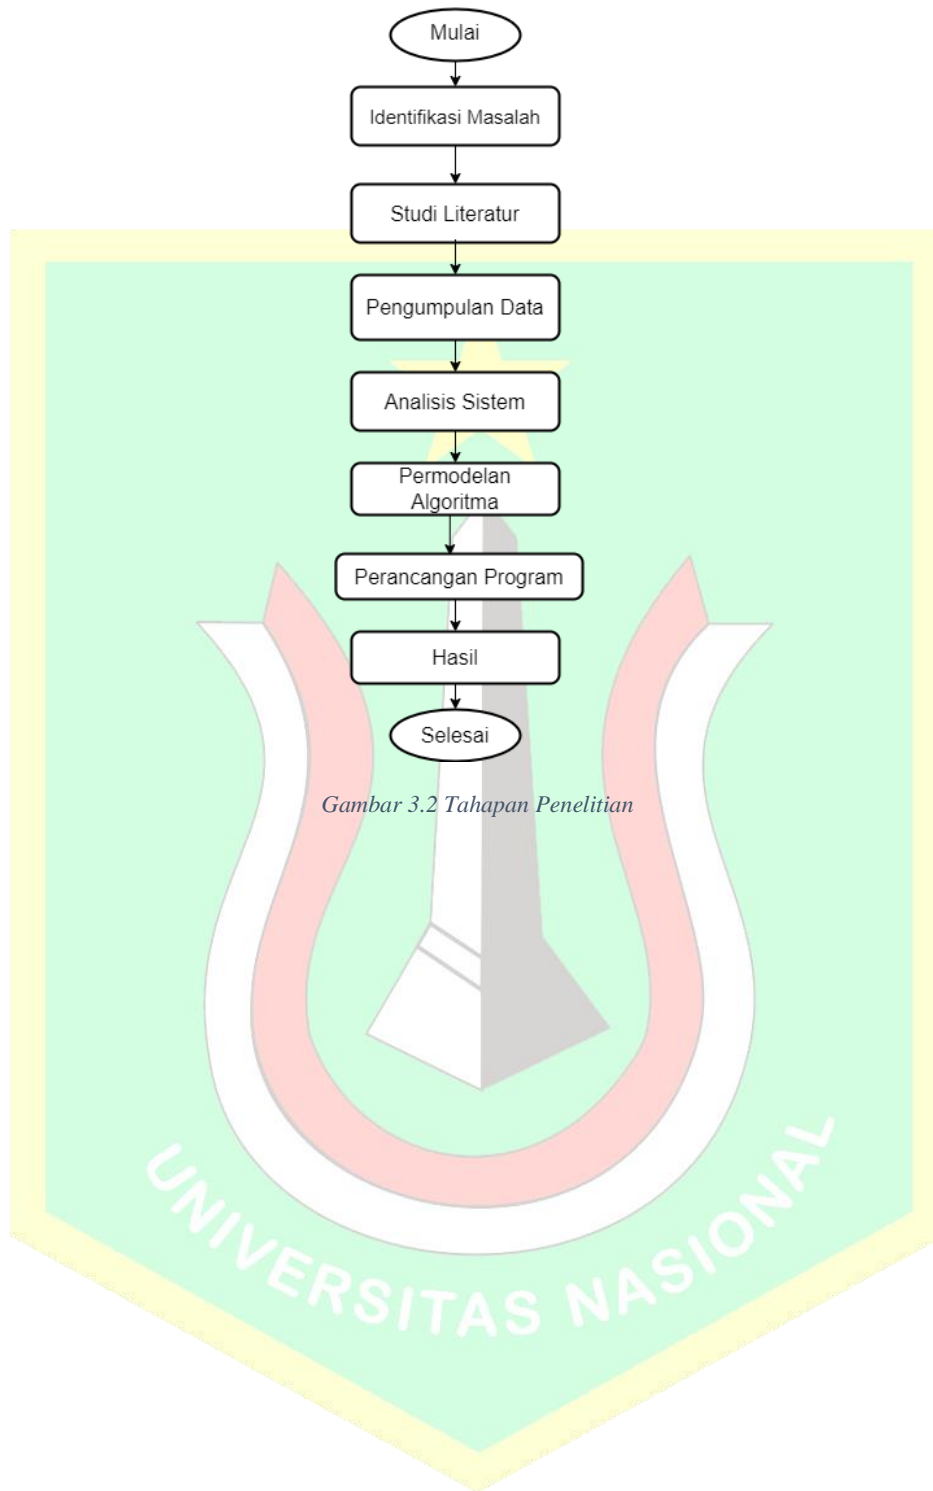 Mulai
Identifikasi Masalah
Studi Literatur
Pengumpulan Data
Analisis Sistem
Permodelan
Algoritma
Perancangan Program
Hasil
Selesai
Gambar 3.2 Tahapan Penelitian
UNIVERSITAS NASIONAL